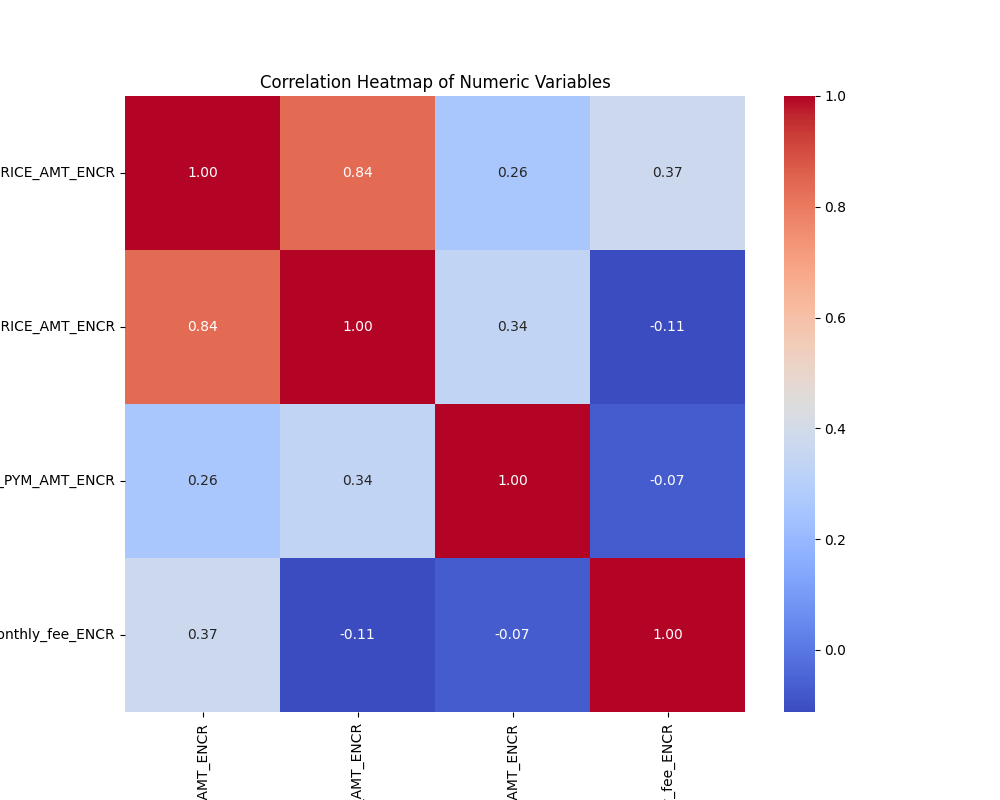 Correlation Heatmap of Numeric Variables
RICE_AMT_ENCR 1.00 0.84 0.26 0.37
RICE_AMT_ENCR 0.84 1.00 0.34 -0.11
_PYM_AMT_ENCR 0.26 0.34 1.00 -0.07
onthly_fee_ENCR 0.37 -0.11 -0.07 1.00
AMT_ENCR
_AMT_ENCR
AMT_ENCR
_fee_ENCR
1.0
0.8
0.6
0.4
0.2
0.0